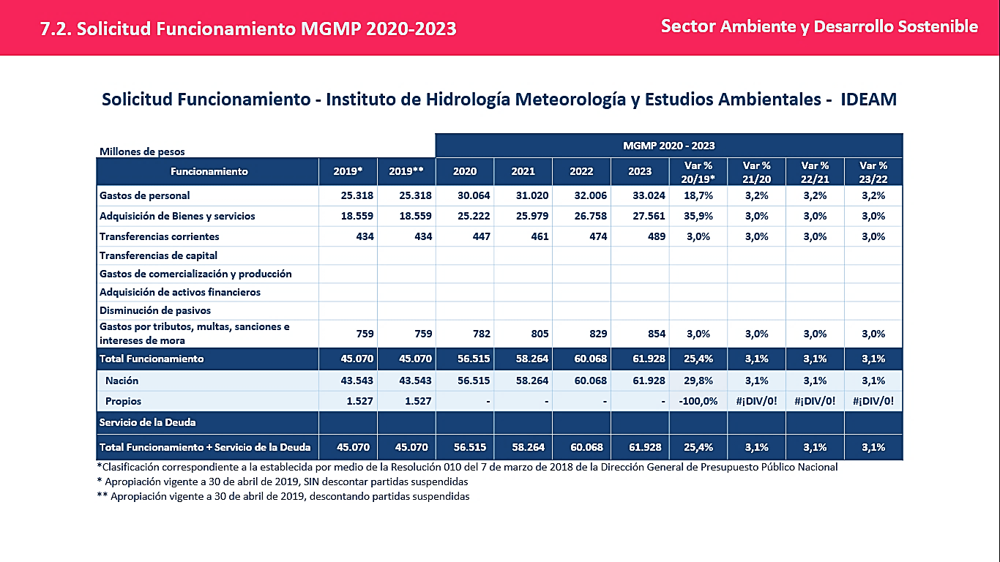 7.2. Solicitud Funcionamiento MGMP 2020-2023
Sector Ambiente y Desarrollo Sostenible
Solicitud Funcionamiento - Instituto de Hidrología Meteorología y Estudios Ambientales - IDEAM
Millones de pesos
MGMP 2020 - 2023
Funcionamiento 2019* 2019** 2020 2021 2022 2023 Var % 20/19* Var % 21/20 Var % 22/21 Var % 23/22
Gastos de personal 25.318 25.318 30.064 31.020 32.006 33.024 18,7% 3,2% 3,2% 3,2%
Adquisición de Bienes y servicios 18.559 18.559 25.222 25.979 26.758 27.561 35,9% 3,0% 3,0% 3,0%
Transferencias corrientes 434 434 447 461 474 489 3,0% 3,0% 3,0% 3,0%
Transferencias de capital
Gastos de comercialización y producción
Adquisición de activos financieros
Disminución de pasivos
Gastos por tributos, multas, sanciones e
intereses de mora 759 759 782 805 829 854 3,0% 3,0% 3,0% 3,0%
Total Funcionamiento 45.070 45.070 56.515 58.264 60.068 61.928 25,4% 3,1% 3,1% 3,1%
Nación 43.543 43.543 56.515 58.264 60.068 61.928 29,8% 3,1% 3,1% 3,1%
Propios 1.527 1.527 - - - - -100,0% #¡DIV/0! #¡DIV/0! #¡DIV/0!
Servicio de la Deuda
Total Funcionamiento + Servicio de la Deuda 45.070 45.070 56.515 58.264 60.068 61.928 25,4% 3,1% 3,1% 3,1%
*Clasificación correspondiente a la establecida por medio de la Resolución 010 del 7 de marzo de 2018 de la Dirección General de Presupuesto Público Nacional
* Apropiación vigente a 30 de abril de 2019, SIN descontar partidas suspendidas
** Apropiación vigente a 30 de abril de 2019, descontando partidas suspendidas